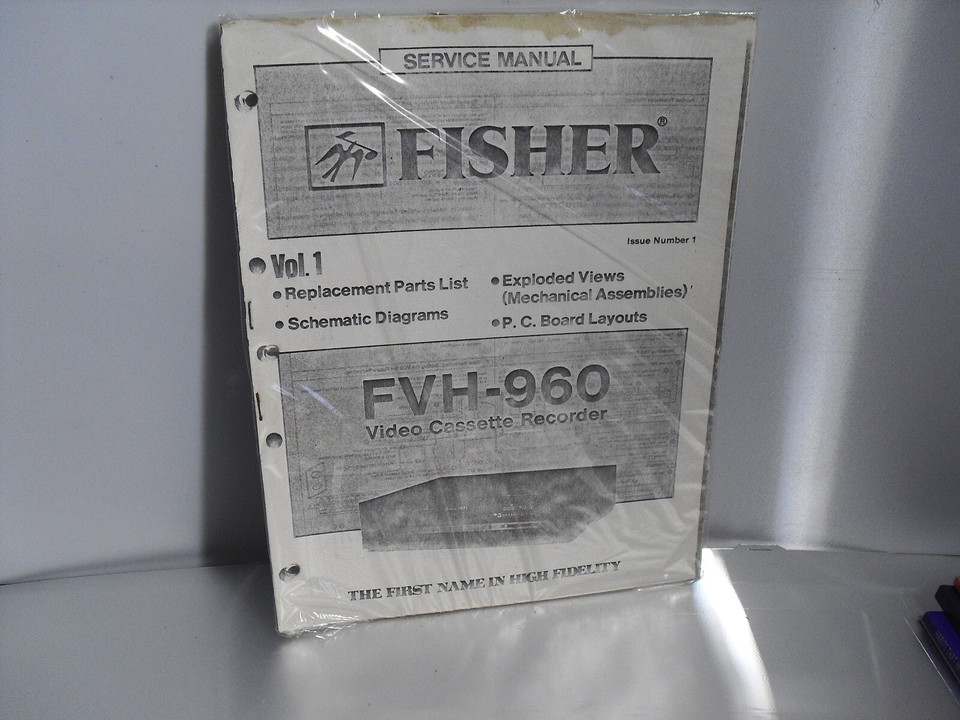 SERVICE MANUAL
FISHER®
Issue Number 1
Vol. 1
• Replacement Parts List
• Schematic Diagrams
• Exploded Views
(Mechanical Assemblies)
• P. C. Board Layouts
FVH-960
Video Cassette Recorder
THE FIRST NAME IN HIGH FIDELITY